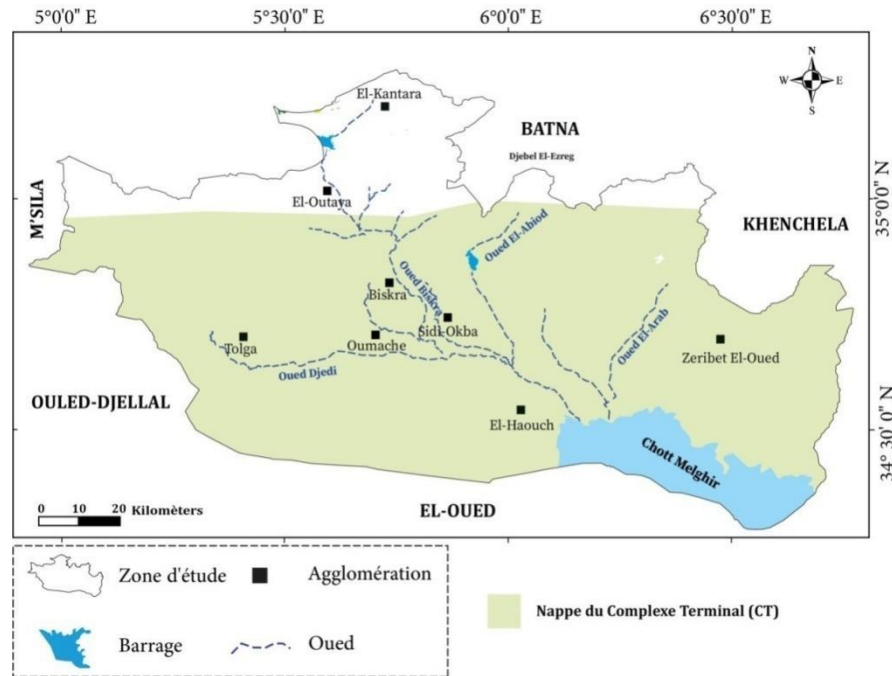 5°0'0" E 5°30'0" E 6°0'0" E 6°30'0" E
N
W E
S
El-Kantara
BATNA
Djebel El-Ezreg
M'SILA
El-Outaya
35°0'0" N
KHENCHELA
Oued El-Abiod
Oued Biskra
Biskra
Sidi-Okba
Oued El-Arab
Tolga
Oumache
Zeribet El-Oued
Oued Djedi
OULED-DJELLAL
El-Haouch
34° 30' 0" N
Chott Melghir
0 10 20 Kilomèters
EL-OUED
Zone d'étude Agglomération
Nappe du Complexe Terminal (CT)
Barrage Oued